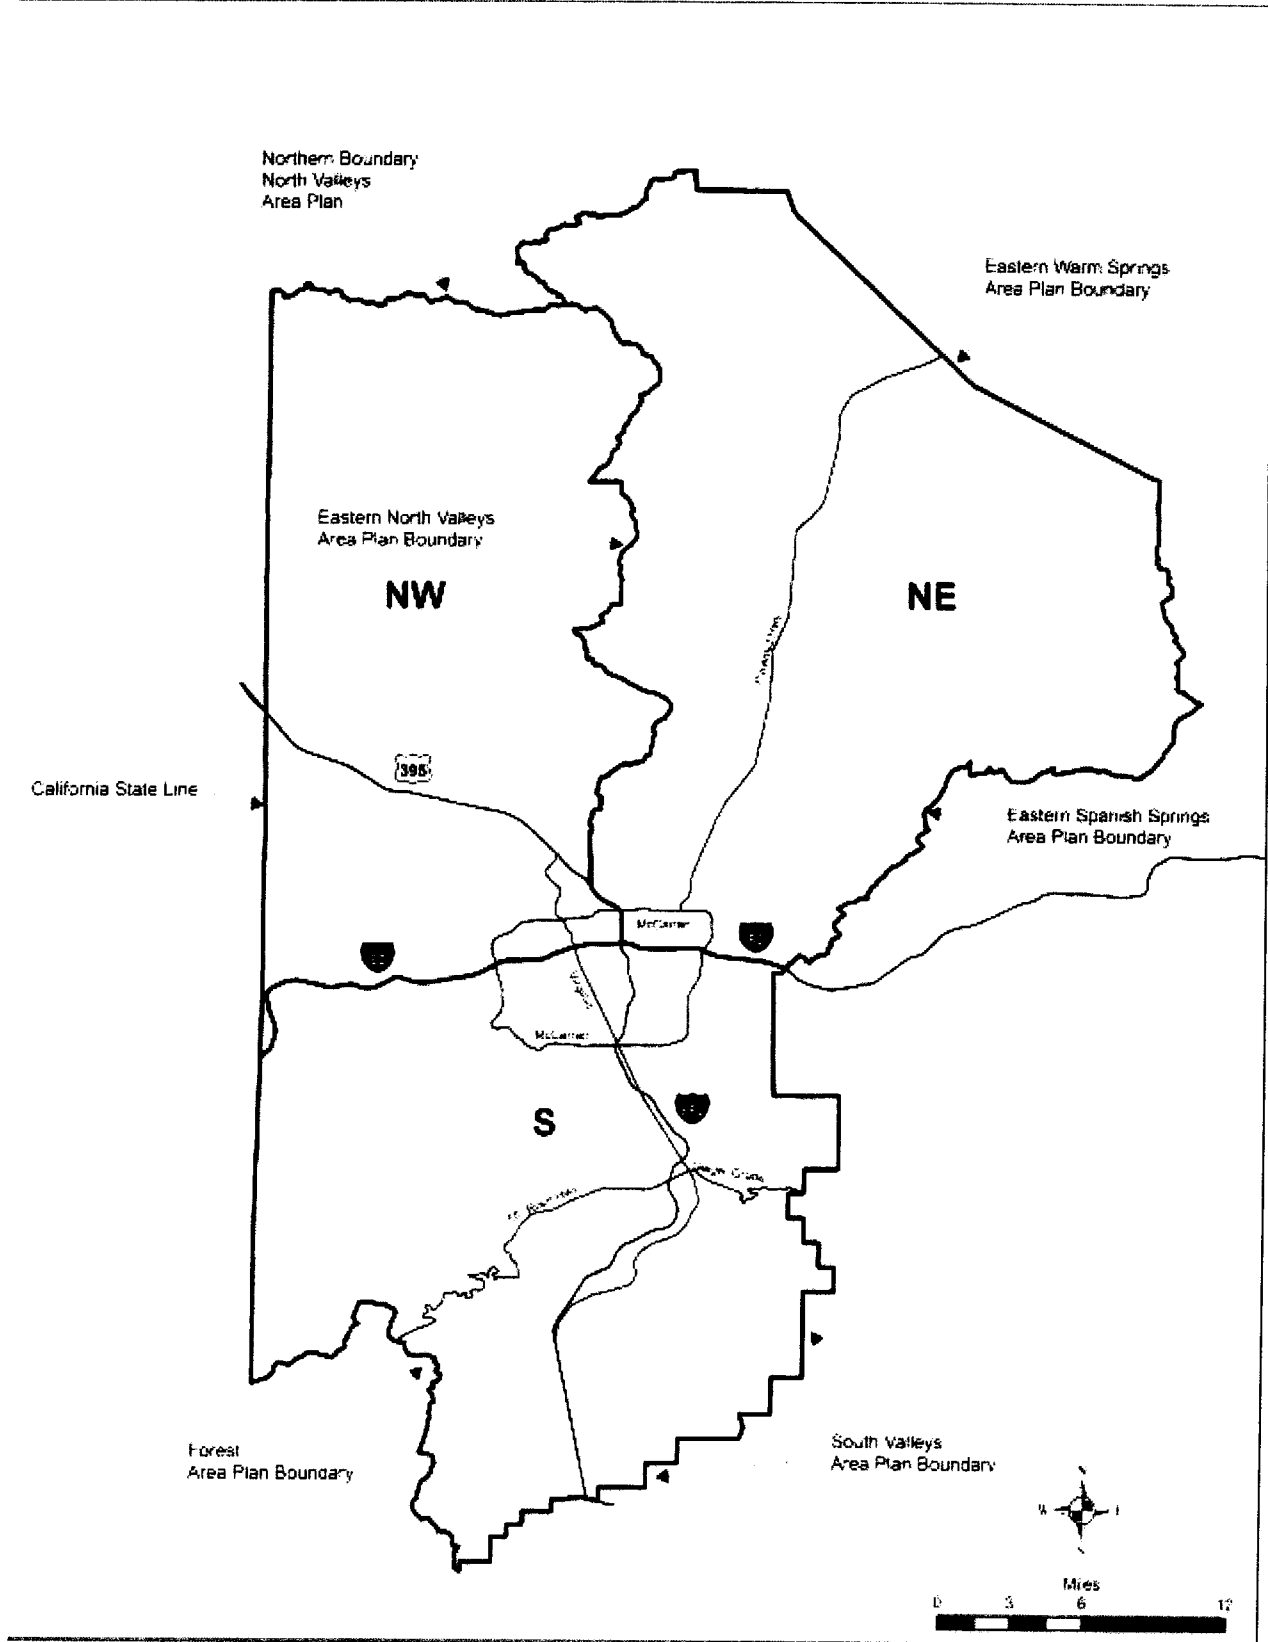 Northern Boundary
North Valleys
Area Plan
Eastern Warm Springs
Area Plan Boundary
Eastern North Valleys
Area Plan Boundary
NW
NE
395
California State Line
Eastern Spanish Springs
Area Plan Boundary
McCarran
Virginia
McCarran
S
Forest
Area Plan Boundary
South Valleys
Area Plan Boundary
W
E
Miles
0 3 6 12